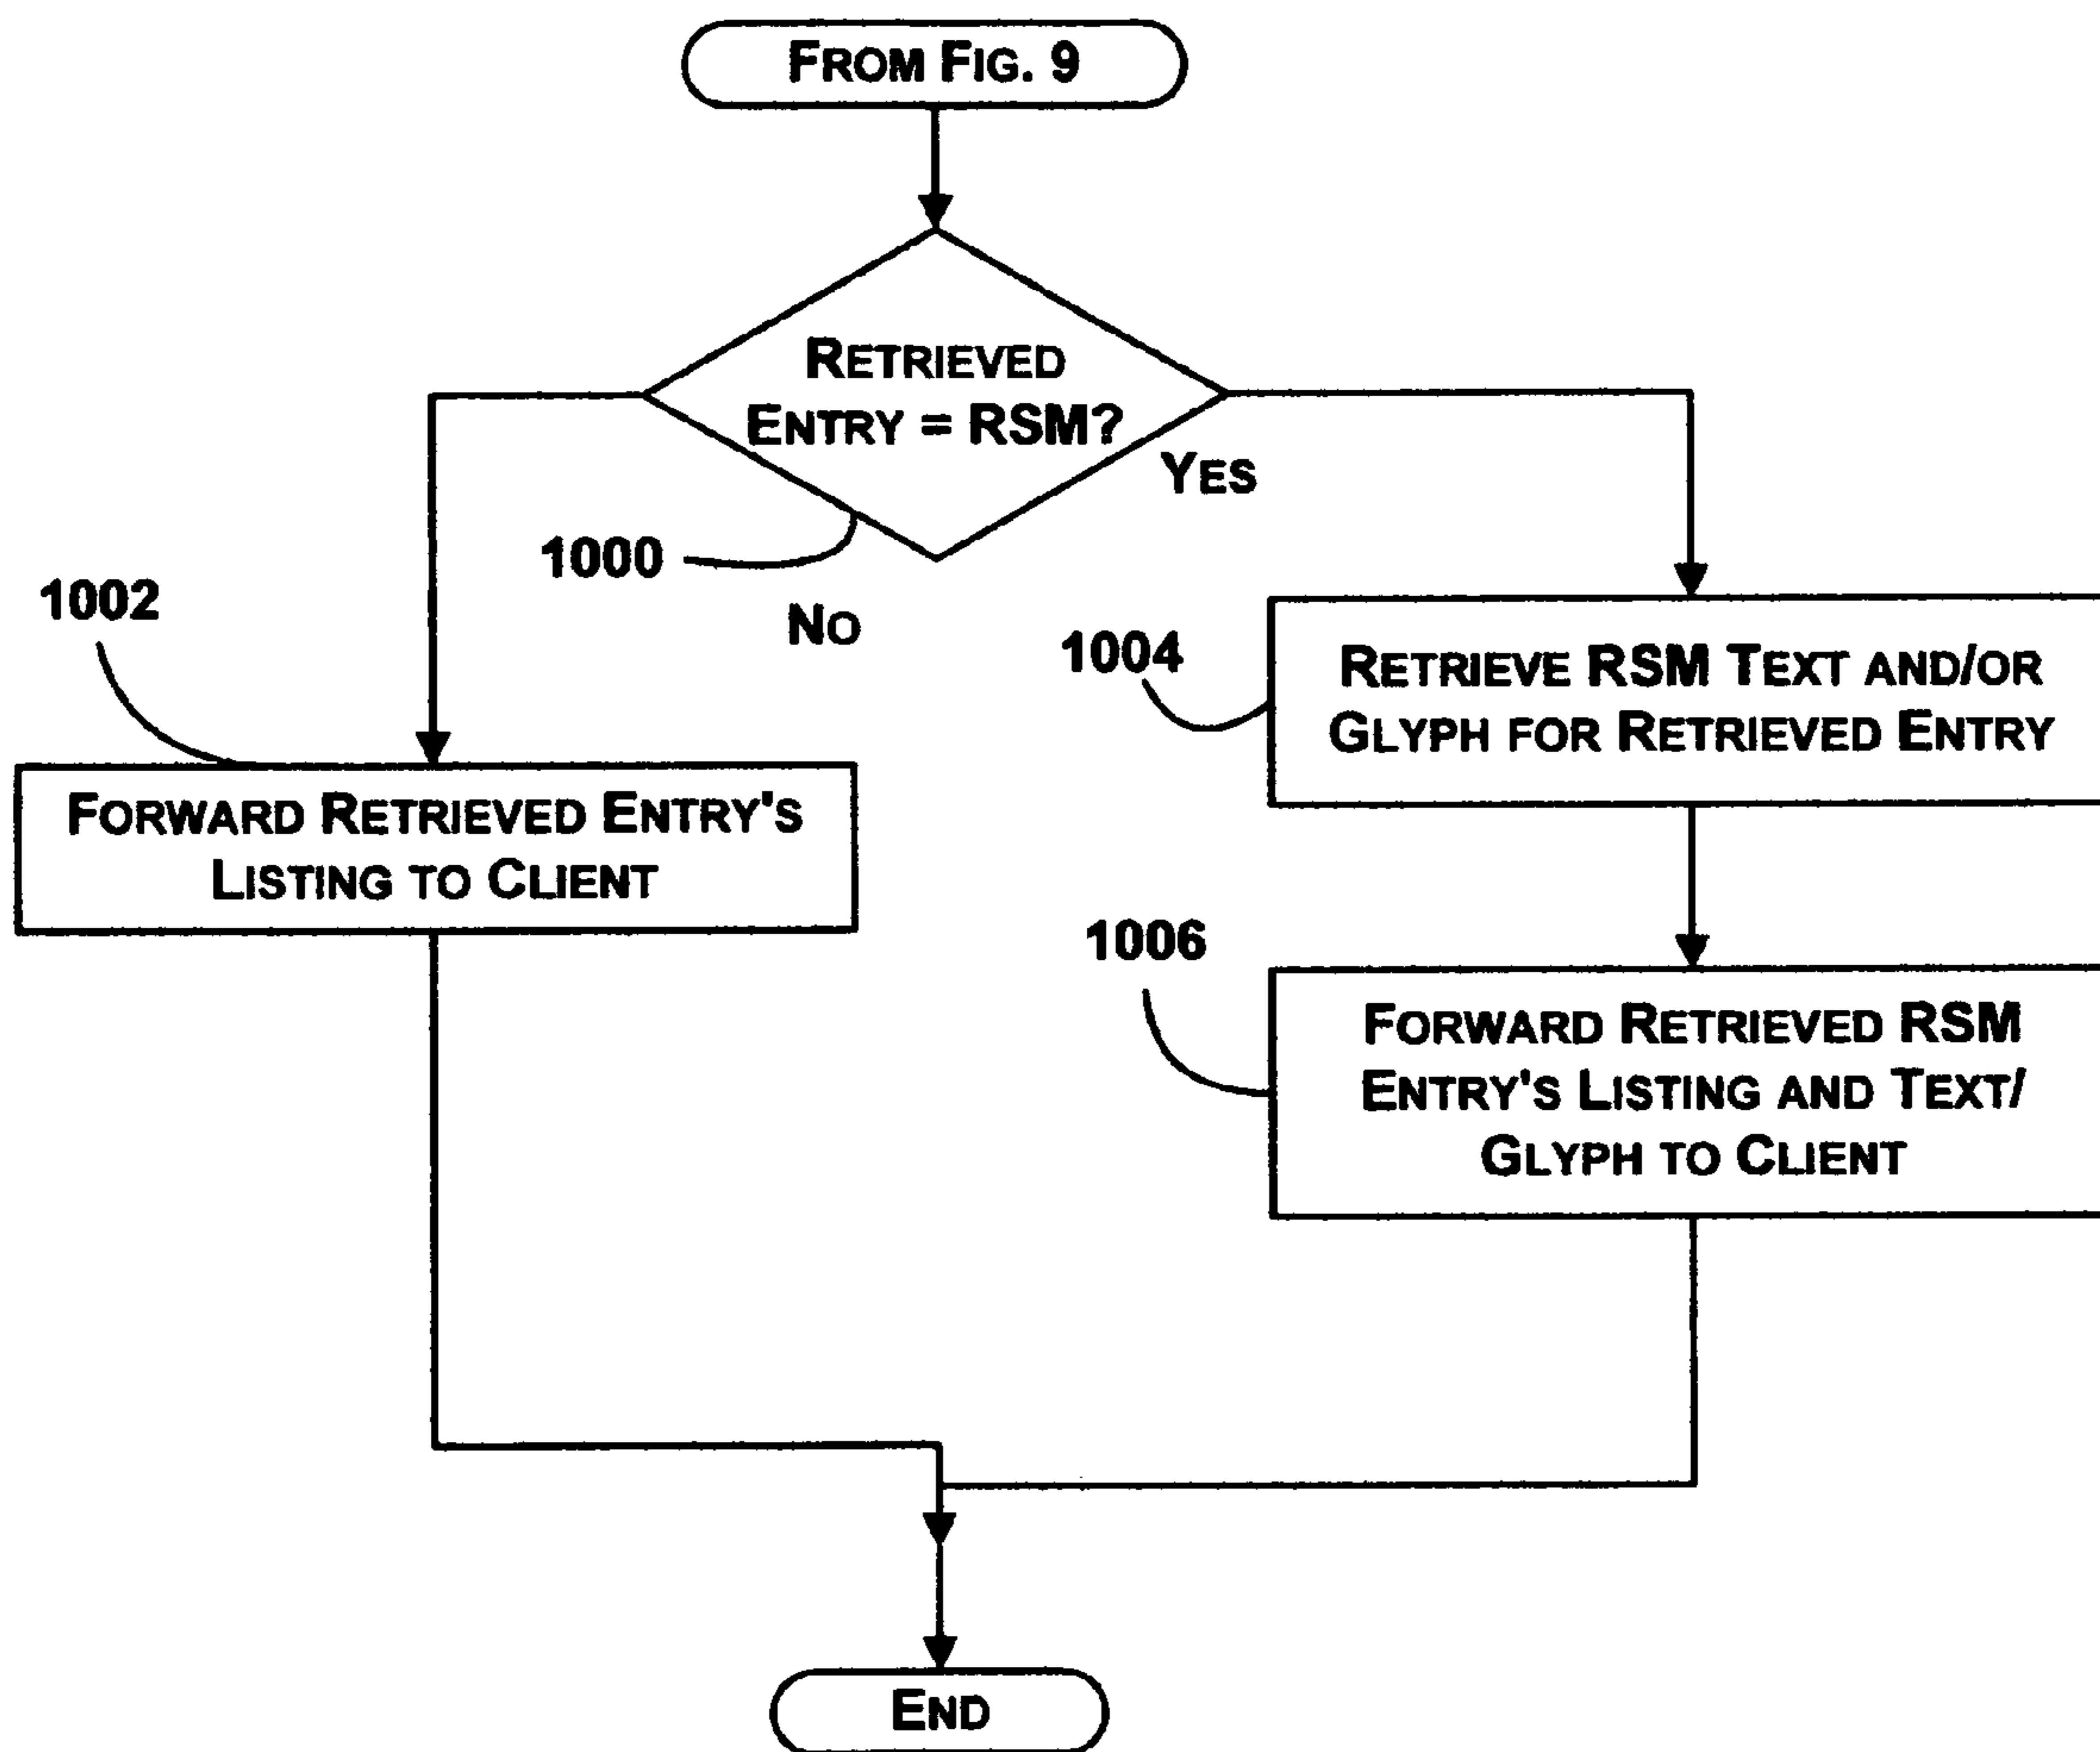 FROM FIG. 9
RETRIEVED
ENTRY = RSM?
YES
1000
NO
1002
FORWARD RETRIEVED ENTRY'S
LISTING TO CLIENT
1004
RETRIEVE RSM TEXT AND/OR
GLYPH FOR RETRIEVED ENTRY
1006
FORWARD RETRIEVED RSM
ENTRY'S LISTING AND TEXT/
GLYPH TO CLIENT
END